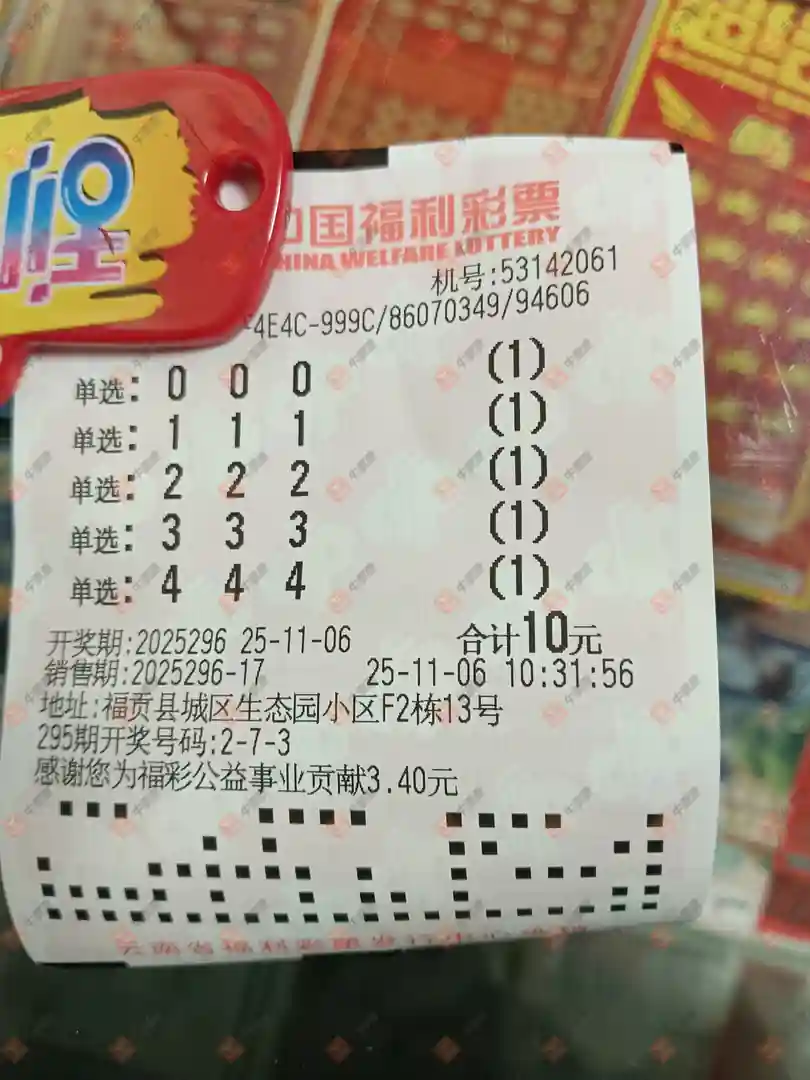 中国福利彩票
CHINA WELFARE LOTTERY
机号:53142061
F4E4C-999C/86070349/94606
单选: 0 0 0 (1)
单选: 1 1 1 (1)
单选: 2 2 2 (1)
单选: 3 3 3 (1)
单选: 4 4 4 (1)
开奖期:2025296 25-11-06 合计10元
销售期:2025296-17 25-11-06 10:31:56
地址:福贡县城区生态园小区F2栋13号
295期开奖号码:2-7-3
感谢您为福彩公益事业贡献3.40元